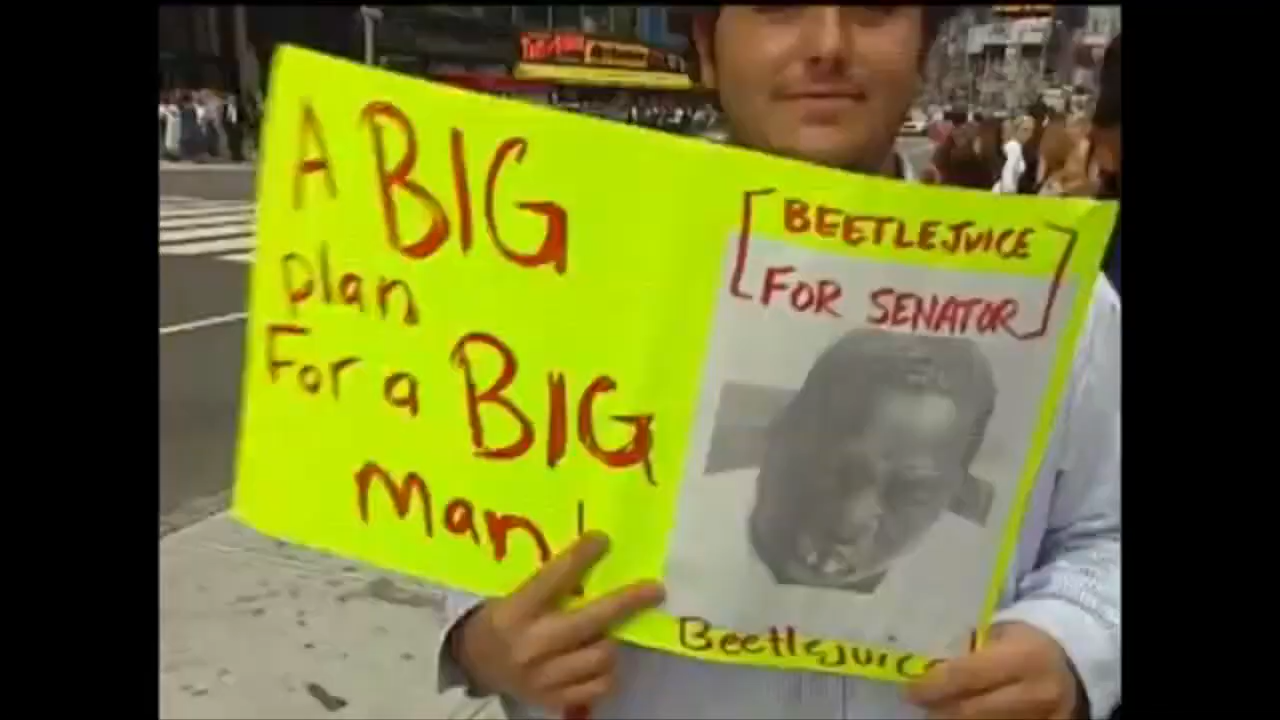 A BIG
plan
For a BIG
man!
[BEETLEJUICE
FOR SENATOR]
Beetlejuice!